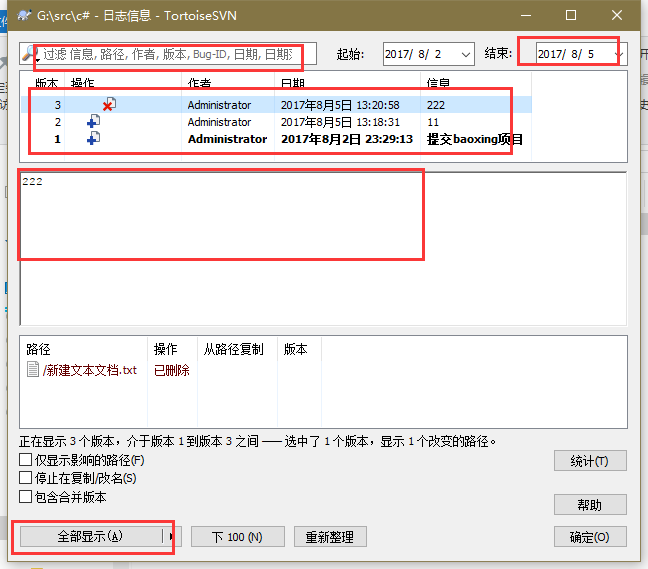 G:\src\c# - 日志信息 - TortoiseSVN
过滤 信息, 路径, 作者, 版本, Bug-ID, 日期, 日期 起始: 2017/ 8/ 2 结束: 2017/ 8/ 5
版本 操作 作者 日期 信息
3 Administrator 2017年8月5日 13:20:58 222
2 Administrator 2017年8月5日 13:18:31 11
1 Administrator 2017年8月2日 23:29:13 提交baoxing项目
222
路径 操作 从路径复制 版本
/新建文本文档.txt 已删除
正在显示 3 个版本，介于版本 1 到版本 3 之间 —— 选中了 1 个版本，显示 1 个改变的路径。
仅显示影响的路径(F) 统计(T)
停止在复制/改名(S)
包含合并版本
帮助
全部显示(A) 下 100 (N) 重新整理 确定(O)